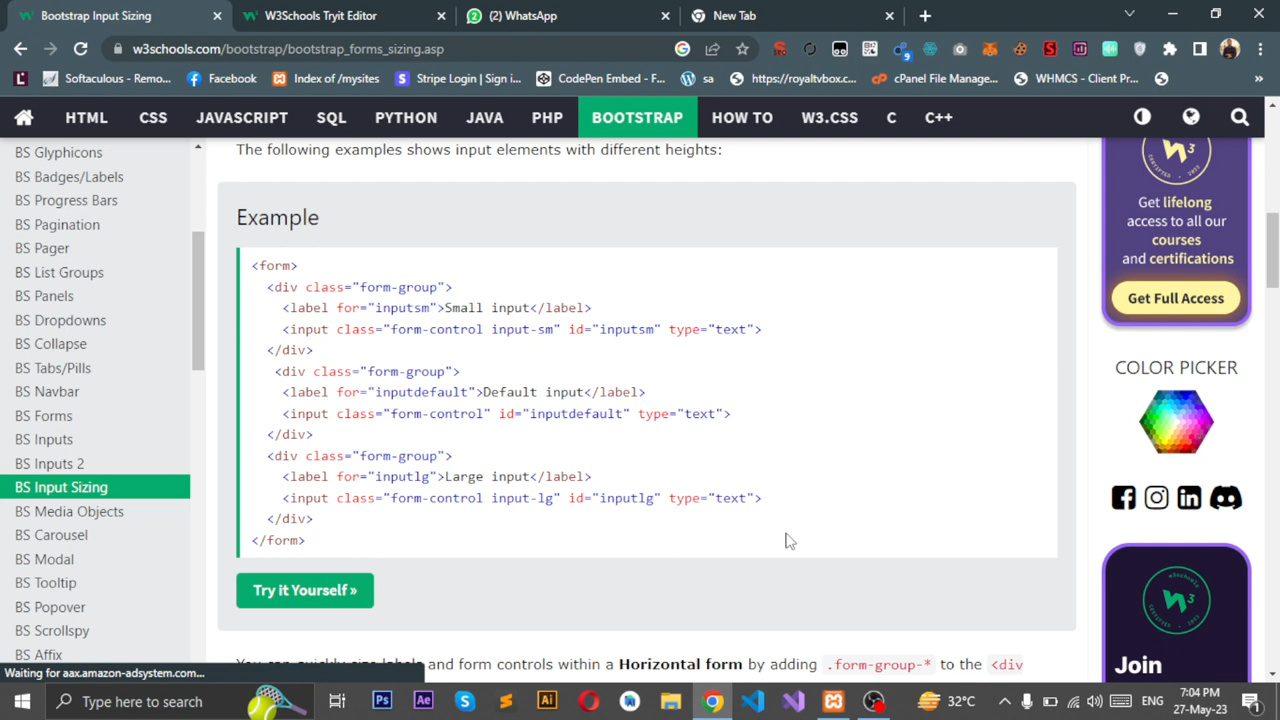 Bootstrap Input Sizing
W3Schools Tryit Editor
(2) WhatsApp
New Tab
w3schools.com/bootstrap/bootstrap_forms_sizing.asp
Softaculous - Remo...
Facebook
Index of /mysites
Stripe Login | Sign i...
CodePen Embed - F...
sa
https://royaltvbox.c...
cPanel File Manage...
WHMCS - Client Pr...
»
HTML
CSS
JAVASCRIPT
SQL
PYTHON
JAVA
PHP
BOOTSTRAP
HOW TO
W3.CSS
C
C++
BS Glyphicons
BS Badges/Labels
BS Progress Bars
BS Pagination
BS Pager
BS List Groups
BS Panels
BS Dropdowns
BS Collapse
BS Tabs/Pills
BS Navbar
BS Forms
BS Inputs
BS Inputs 2
BS Input Sizing
BS Media Objects
BS Carousel
BS Modal
BS Tooltip
BS Popover
BS Scrollspy
BS Affix
The following examples shows input elements with different heights:
Example
<form>
<div class="form-group">
<label for="inputsm">Small input</label>
<input class="form-control input-sm" id="inputsm" type="text">
</div>
<div class="form-group">
<label for="inputdefault">Default input</label>
<input class="form-control" id="inputdefault" type="text">
</div>
<div class="form-group">
<label for="inputlg">Large input</label>
<input class="form-control input-lg" id="inputlg" type="text">
</div>
</form>
Try it Yourself »
You can quickly size labels and form controls within a Horizontal form by adding .form-group-* to the <div
Get lifelong
access to all our
courses
and certifications
Get Full Access
COLOR PICKER
Join
Waiting for aax.amazon-adsystem.com...
Type here to search
32°C
ENG
7:04 PM
27-May-23